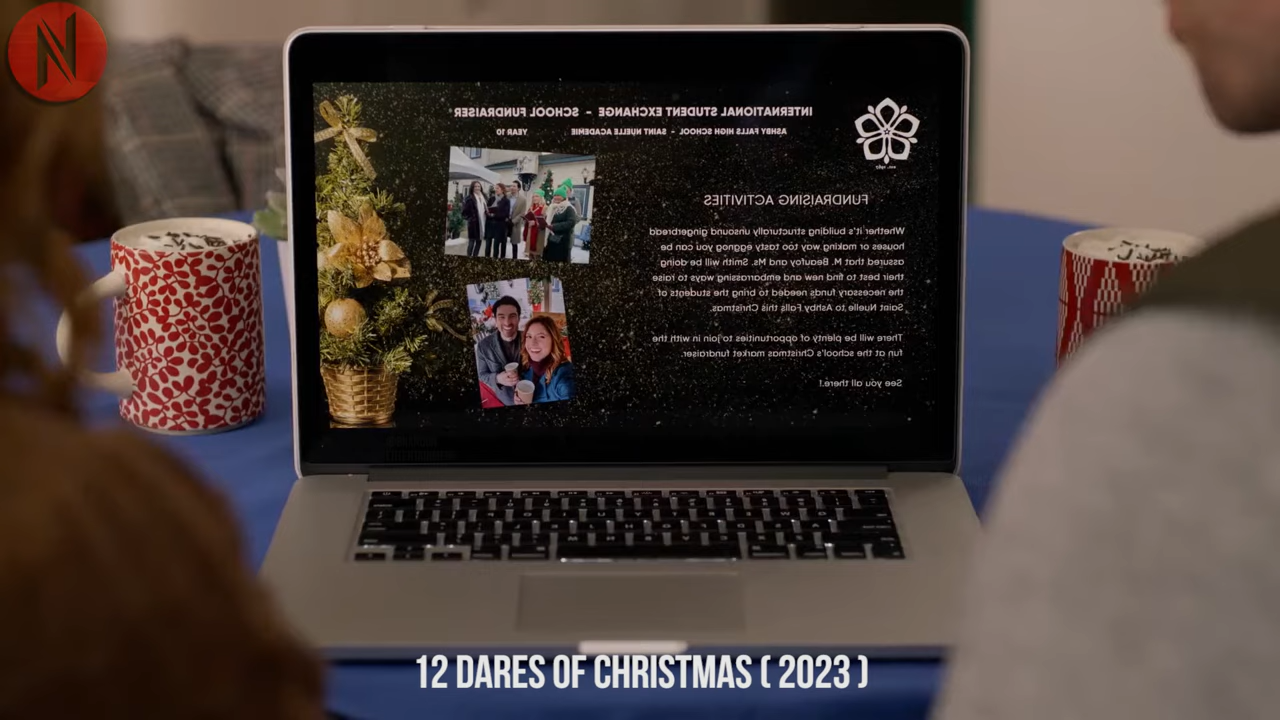 INTERNATIONAL STUDENT EXCHANGE - SCHOOL FUNDRAISER
ASHBY FALLS HIGH SCHOOL - SAINT NUELLE ACADEMIE YEAR 10
FUNDRAISING ACTIVITIES
Whether it's building structurally unsound gingerbredd
houses or making way too tasty eggnog you can be
assured that M. Beaufoy and Ms. Smith will be doing
their best to find new and embarrassing ways to raise
the necessary funds needed to bring the students of
Saint Nuelle to Ashby Falls this Christmas.
There will be plenty of opportunities to join in with the
fun at the school's Christmas market fundraiser.
See you all there!
N
12 DARES OF CHRISTMAS ( 2023 )